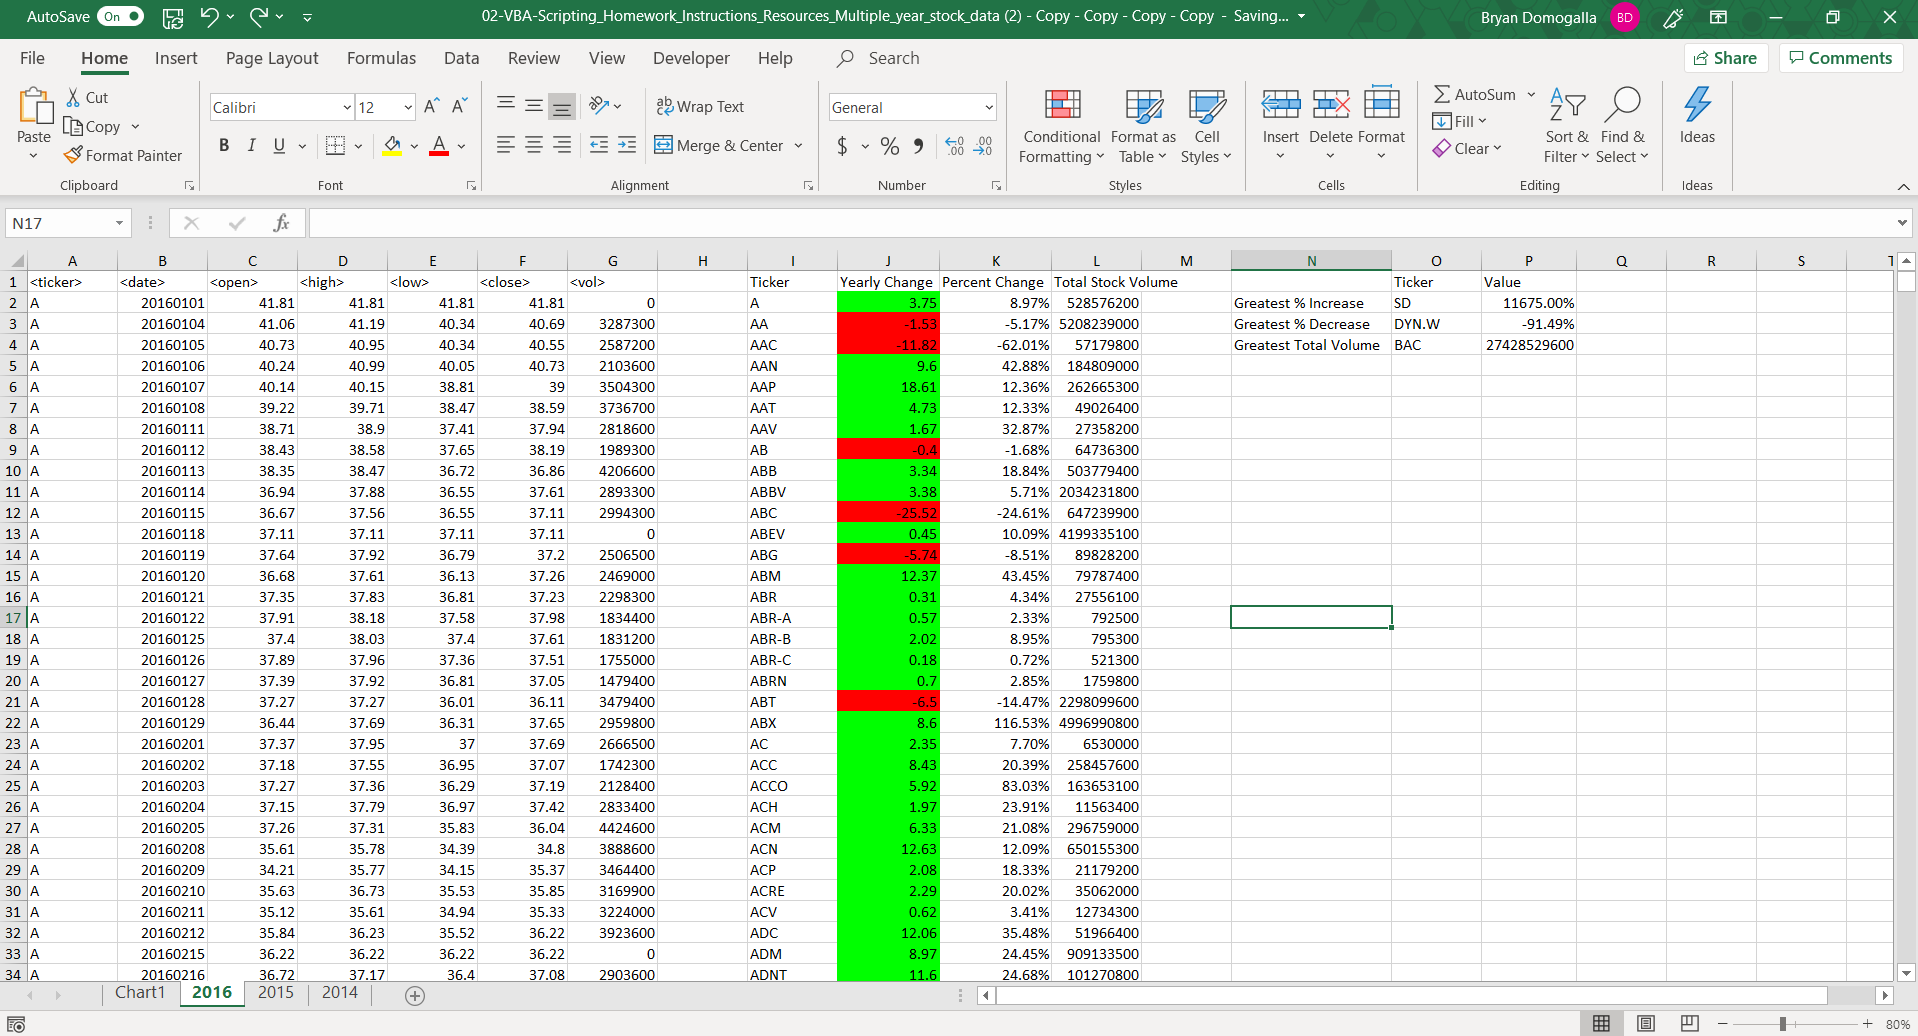 AutoSave On 02-VBA-Scripting_Homework_Instructions_Resources_Multiple_year_stock_data (2) - Copy - Copy - Copy - Copy - Saving... Bryan Domogalla BD
File Home Insert Page Layout Formulas Data Review View Developer Help Search Share Comments
Paste Cut Copy Format Painter Clipboard
Calibri 12 B I U A Font
ab Wrap Text Merge & Center Alignment
General $ % Number
Conditional Formatting Format as Table Cell Styles Styles
Insert Delete Format Cells
AutoSum Fill Clear Sort & Filter Find & Select Editing
Ideas Ideas
N17 fx
A B C D E F G H I J K L M N O P Q R S T
1 <ticker> <date> <open> <high> <low> <close> <vol> Ticker Yearly Change Percent Change Total Stock Volume Ticker Value
2 A 20160101 41.81 41.81 41.81 41.81 0 A 3.75 8.97% 528576200 Greatest % Increase SD 11675.00%
3 A 20160104 41.06 41.19 40.34 40.69 3287300 AA -1.53 -5.17% 5208239000 Greatest % Decrease DYN.W -91.49%
4 A 20160105 40.73 40.95 40.34 40.55 2587200 AAC -11.82 -62.01% 57179800 Greatest Total Volume BAC 27428529600
5 A 20160106 40.24 40.99 40.05 40.73 2103600 AAN 9.6 42.88% 184809000
6 A 20160107 40.14 40.15 38.81 39 3504300 AAP 18.61 12.36% 262665300
7 A 20160108 39.22 39.71 38.47 38.59 3736700 AAT 4.73 12.33% 49026400
8 A 20160111 38.71 38.9 37.41 37.94 2818600 AAV 1.67 32.87% 27358200
9 A 20160112 38.43 38.58 37.65 38.19 1989300 AB -0.4 -1.68% 64736300
10 A 20160113 38.35 38.47 36.72 36.86 4206600 ABB 3.34 18.84% 503779400
11 A 20160114 36.94 37.88 36.55 37.61 2893300 ABBV 3.38 5.71% 2034231800
12 A 20160115 36.67 37.56 36.55 37.11 2994300 ABC -25.52 -24.61% 647239900
13 A 20160118 37.11 37.11 37.11 37.11 0 ABEV 0.45 10.09% 4199335100
14 A 20160119 37.64 37.92 36.79 37.2 2506500 ABG -5.74 -8.51% 89828200
15 A 20160120 36.68 37.61 36.13 37.26 2469000 ABM 12.37 43.45% 79787400
16 A 20160121 37.35 37.83 36.81 37.23 2298300 ABR 0.31 4.34% 27556100
17 A 20160122 37.91 38.18 37.58 37.98 1834400 ABR-A 0.57 2.33% 792500
18 A 20160125 37.4 38.03 37.4 37.61 1831200 ABR-B 2.02 8.95% 795300
19 A 20160126 37.89 37.96 37.36 37.51 1755000 ABR-C 0.18 0.72% 521300
20 A 20160127 37.39 37.92 36.81 37.05 1479400 ABRN 0.7 2.85% 1759800
21 A 20160128 37.27 37.27 36.01 36.11 3479400 ABT -6.5 -14.47% 2298099600
22 A 20160129 36.44 37.69 36.31 37.65 2959800 ABX 8.6 116.53% 4996990800
23 A 20160201 37.37 37.95 37 37.69 2666500 AC 2.35 7.70% 6530000
24 A 20160202 37.18 37.55 36.95 37.07 1742300 ACC 8.43 20.39% 258457600
25 A 20160203 37.27 37.36 36.29 37.19 2128400 ACCO 5.92 83.03% 163653100
26 A 20160204 37.15 37.79 36.97 37.42 2833400 ACH 1.97 23.91% 11563400
27 A 20160205 37.26 37.31 35.83 36.04 4424600 ACM 6.33 21.08% 296759000
28 A 20160208 35.61 35.78 34.39 34.8 3888600 ACN 12.63 12.09% 650155300
29 A 20160209 34.21 35.77 34.15 35.37 3464400 ACP 2.08 18.33% 21179200
30 A 20160210 35.63 36.73 35.53 35.85 3169900 ACRE 2.29 20.02% 35062000
31 A 20160211 35.12 35.61 34.94 35.33 3224000 ACV 0.62 3.41% 12734300
32 A 20160212 35.84 36.23 35.52 36.22 3923600 ADC 12.06 35.48% 51966400
33 A 20160215 36.22 36.22 36.22 36.22 0 ADM 8.97 24.45% 909133500
34 A 20160216 36.72 37.17 36.4 37.08 2903600 ADNT 11.6 24.68% 101270800
Chart1 2016 2015 2014
80%